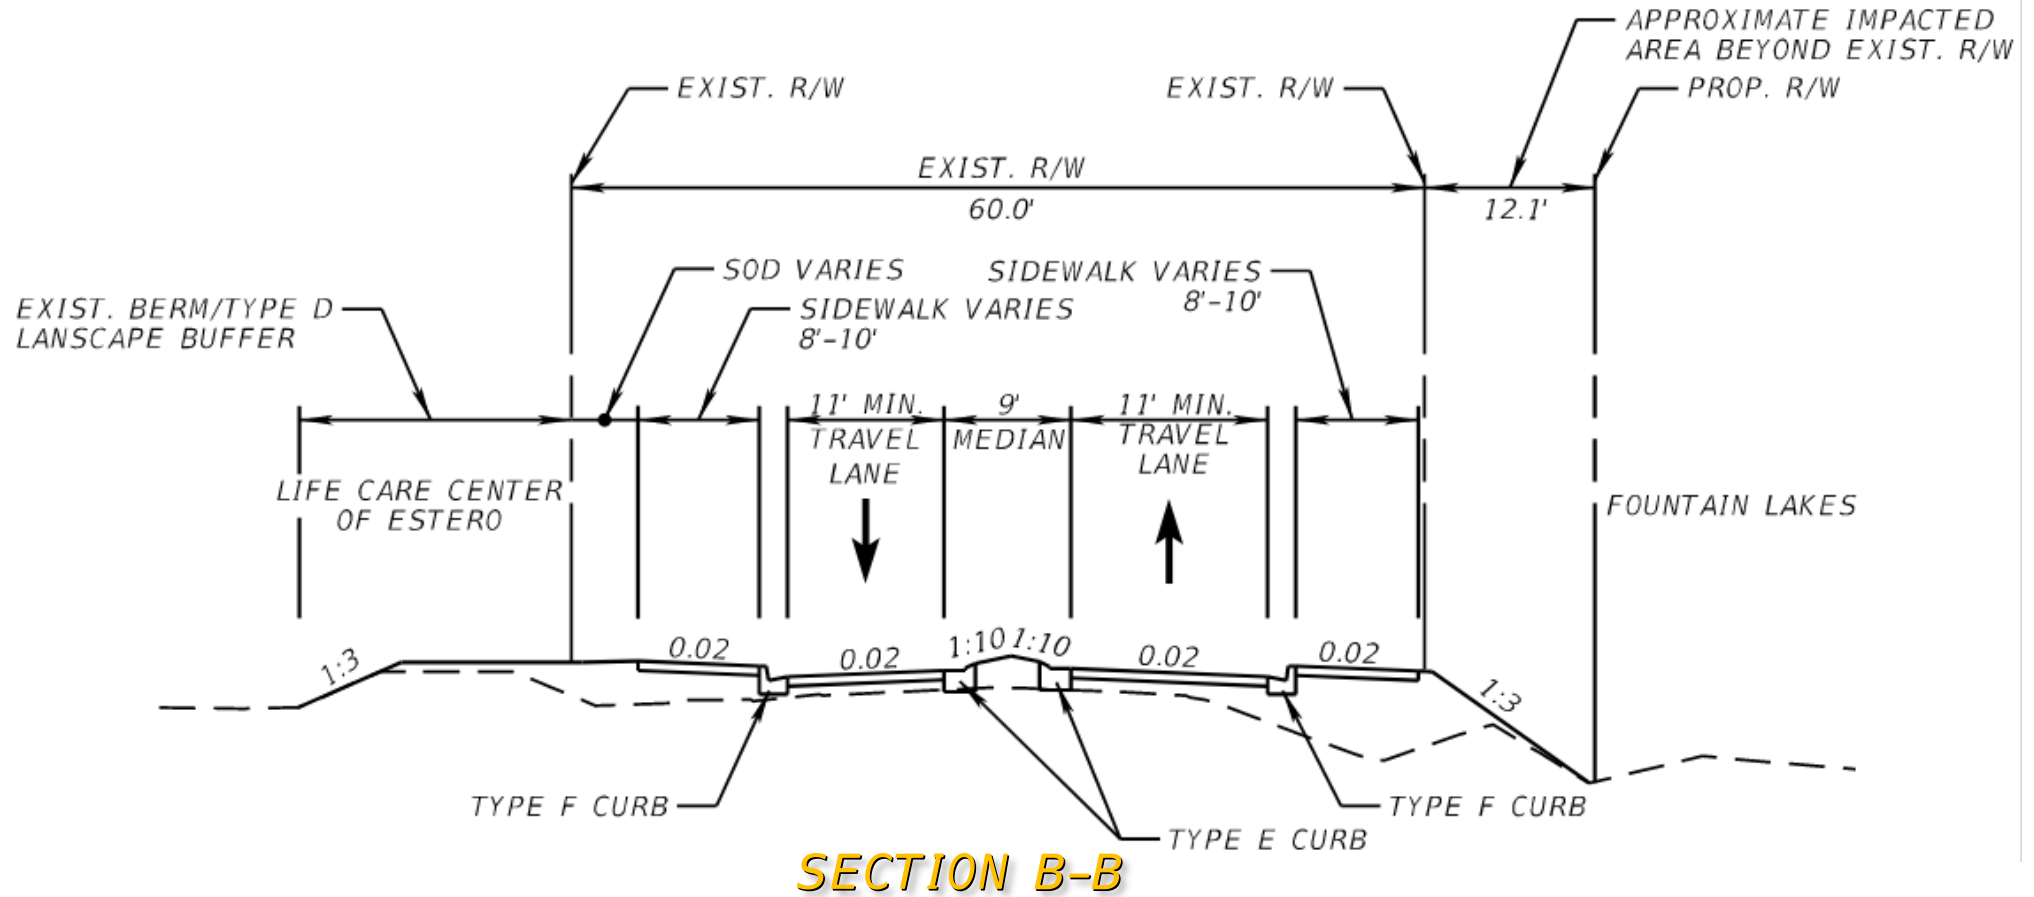 APPROXIMATE IMPACTED
AREA BEYOND EXIST. R/W
EXIST. R/W
EXIST. R/W
PROP. R/W
EXIST. R/W
60.0'
12.1'
SOD VARIES
SIDEWALK VARIES
8'-10'
EXIST. BERM/TYPE D
LANSCAPE BUFFER
SIDEWALK VARIES
8'-10'
11' MIN.
TRAVEL
LANE
9'
MEDIAN
11' MIN.
TRAVEL
LANE
LIFE CARE CENTER
OF ESTERO
FOUNTAIN LAKES
1:3
0.02
0.02
1:10
1:10
0.02
0.02
1:3
TYPE F CURB
TYPE F CURB
TYPE E CURB
SECTION B-B